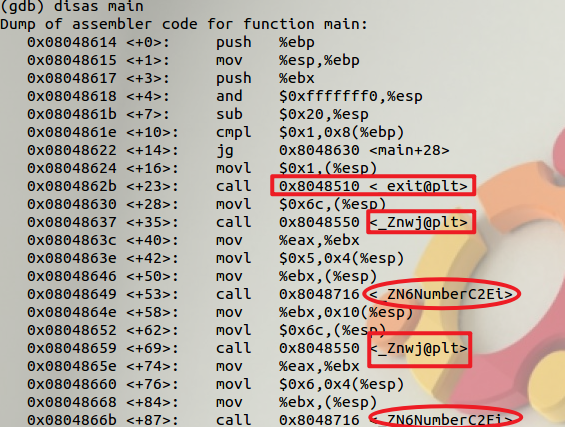 (gdb) disas main
Dump of assembler code for function main:
0x08048614 <+0>: push %ebp
0x08048615 <+1>: mov %esp,%ebp
0x08048617 <+3>: push %ebx
0x08048618 <+4>: and $0xfffffff0,%esp
0x0804861b <+7>: sub $0x20,%esp
0x0804861e <+10>: cmpl $0x1,0x8(%ebp)
0x08048622 <+14>: jg 0x8048630 <main+28>
0x08048624 <+16>: movl $0x1,(%esp)
0x0804862b <+23>: call 0x8048510 <_exit@plt>
0x08048630 <+28>: movl $0x6c,(%esp)
0x08048637 <+35>: call 0x8048550 <_Znwj@plt>
0x0804863c <+40>: mov %eax,%ebx
0x0804863e <+42>: movl $0x5,0x4(%esp)
0x08048646 <+50>: mov %ebx,(%esp)
0x08048649 <+53>: call 0x8048716 <_ZN6NumberC2Ei>
0x0804864e <+58>: mov %ebx,0x10(%esp)
0x08048652 <+62>: movl $0x6c,(%esp)
0x08048659 <+69>: call 0x8048550 <_Znwj@plt>
0x0804865e <+74>: mov %eax,%ebx
0x08048660 <+76>: movl $0x6,0x4(%esp)
0x08048668 <+84>: mov %ebx,(%esp)
0x0804866b <+87>: call 0x8048716 <_ZN6NumberC2Ei>